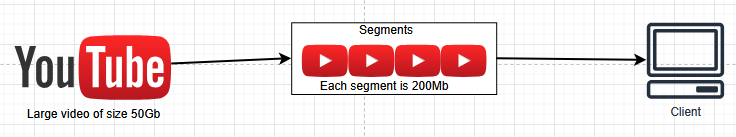 Segments
YouTube
Each segment is 200Mb
Large video of size 50Gb
Client